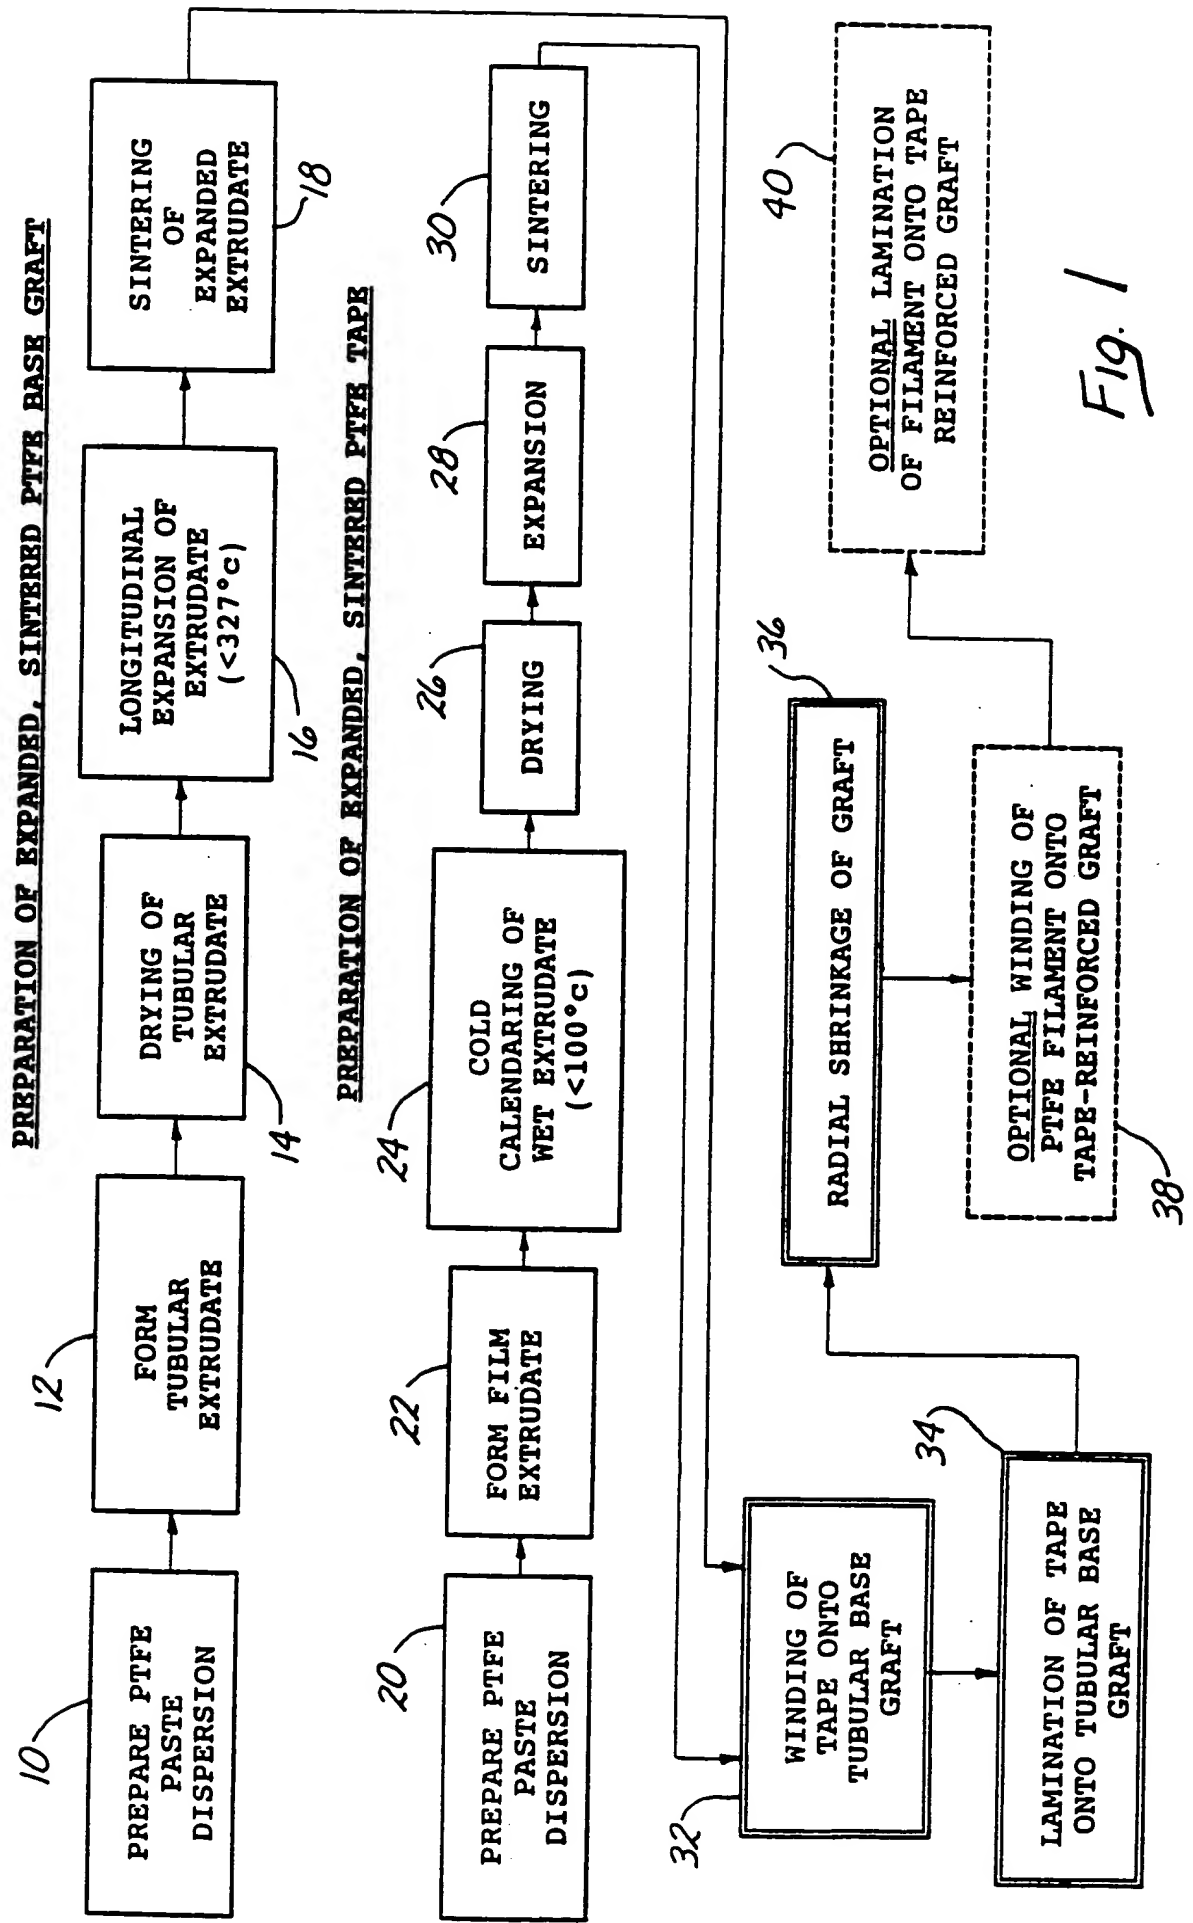 PREPARATION OF EXPANDED, SINTERED PTFE BASE GRAFT
10
PREPARE PTFE
PASTE
DISPERSION
12
FORM
TUBULAR
EXTRUDATE
14
DRYING OF
TUBULAR
EXTRUDATE
16
LONGITUDINAL
EXPANSION OF
EXTRUDATE
(<327°c)
18
SINTERING
OF
EXPANDED
EXTRUDATE
PREPARATION OF EXPANDED, SINTERED PTFE TAPE
20
PREPARE PTFE
PASTE
DISPERSION
22
FORM FILM
EXTRUDATE
24
COLD
CALENDARING OF
WET EXTRUDATE
(<100°c)
26
DRYING
28
EXPANSION
30
SINTERING
32
WINDING OF
TAPE ONTO
TUBULAR BASE
GRAFT
34
LAMINATION OF TAPE
ONTO TUBULAR BASE
GRAFT
36
RADIAL SHRINKAGE OF GRAFT
38
OPTIONAL WINDING OF
PTFE FILAMENT ONTO
TAPE-REINFORCED GRAFT
40
OPTIONAL LAMINATION
OF FILAMENT ONTO TAPE
REINFORCED GRAFT
Fig. 1